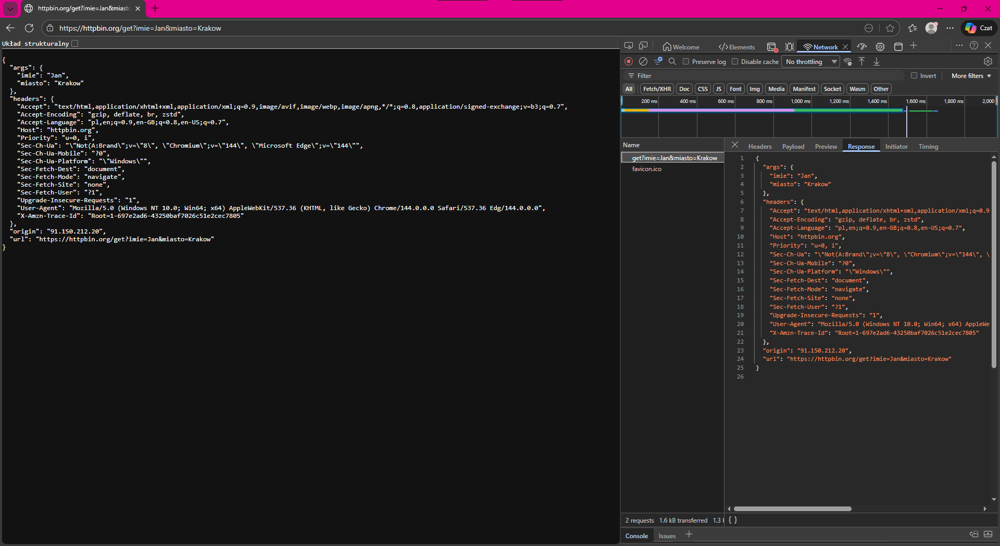 httpbin.org/get?imie=Jan&miast
https://httpbin.org/get?imie=Jan&miasto=Krakow
Czat
Układ strukturalny
{
  "args": {
    "imie": "Jan",
    "miasto": "Krakow"
  },
  "headers": {
    "Accept": "text/html,application/xhtml+xml,application/xml;q=0.9,image/avif,image/webp,image/apng,*/*;q=0.8,application/signed-exchange;v=b3;q=0.7",
    "Accept-Encoding": "gzip, deflate, br, zstd",
    "Accept-Language": "pl,en;q=0.9,en-GB;q=0.8,en-US;q=0.7",
    "Host": "httpbin.org",
    "Priority": "u=0, i",
    "Sec-Ch-Ua": "\"Not(A:Brand\";v=\"8\", \"Chromium\";v=\"144\", \"Microsoft Edge\";v=\"144\"",
    "Sec-Ch-Ua-Mobile": "?0",
    "Sec-Ch-Ua-Platform": "\"Windows\"",
    "Sec-Fetch-Dest": "document",
    "Sec-Fetch-Mode": "navigate",
    "Sec-Fetch-Site": "none",
    "Sec-Fetch-User": "?1",
    "Upgrade-Insecure-Requests": "1",
    "User-Agent": "Mozilla/5.0 (Windows NT 10.0; Win64; x64) AppleWebKit/537.36 (KHTML, like Gecko) Chrome/144.0.0.0 Safari/537.36 Edg/144.0.0.0",
    "X-Amzn-Trace-Id": "Root=1-697e2ad6-43250baf7026c51e2cec7805"
  },
  "origin": "91.150.212.20",
  "url": "https://httpbin.org/get?imie=Jan&miasto=Krakow"
}
Welcome Elements Network
Preserve log Disable cache No throttling
Filter Invert More filters
All Fetch/XHR Doc CSS JS Font Img Media Manifest Socket Wasm Other
200 ms 400 ms 600 ms 800 ms 1,000 ms 1,200 ms 1,400 ms 1,600 ms 1,800 ms 2,000
Name
get?imie=Jan&miasto=Krakow
favicon.ico
Headers Payload Preview Response Initiator Timing
1 {
2   "args": {
3     "imie": "Jan",
4     "miasto": "Krakow"
5   },
6   "headers": {
7     "Accept": "text/html,application/xhtml+xml,application/xml;q=0.9
8     "Accept-Encoding": "gzip, deflate, br, zstd",
9     "Accept-Language": "pl,en;q=0.9,en-GB;q=0.8,en-US;q=0.7",
10     "Host": "httpbin.org",
11     "Priority": "u=0, i",
12     "Sec-Ch-Ua": "\"Not(A:Brand\";v=\"8\", \"Chromium\";v=\"144\", \
13     "Sec-Ch-Ua-Mobile": "?0",
14     "Sec-Ch-Ua-Platform": "\"Windows\"",
15     "Sec-Fetch-Dest": "document",
16     "Sec-Fetch-Mode": "navigate",
17     "Sec-Fetch-Site": "none",
18     "Sec-Fetch-User": "?1",
19     "Upgrade-Insecure-Requests": "1",
20     "User-Agent": "Mozilla/5.0 (Windows NT 10.0; Win64; x64) AppleWe
21     "X-Amzn-Trace-Id": "Root=1-697e2ad6-43250baf7026c51e2cec7805"
22   },
23   "origin": "91.150.212.20",
24   "url": "https://httpbin.org/get?imie=Jan&miasto=Krakow"
25 }
26
2 requests 1.6 kB transferred 1.3 { }
Console Issues